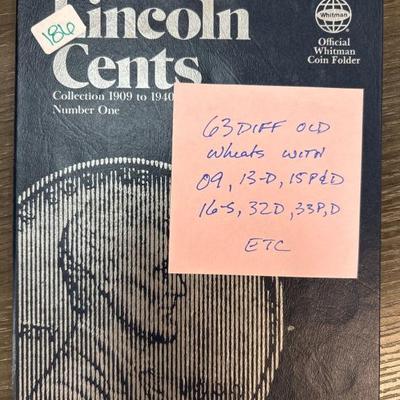 Lincoln
Cents
Collection 1909 to 1940
Number One
186
Whitman
®
Official
Whitman
Coin Folder
63 DIFF OLD
Wheats with
09, 13-D, 15P&D
16-S, 32D, 33P,D
ETC